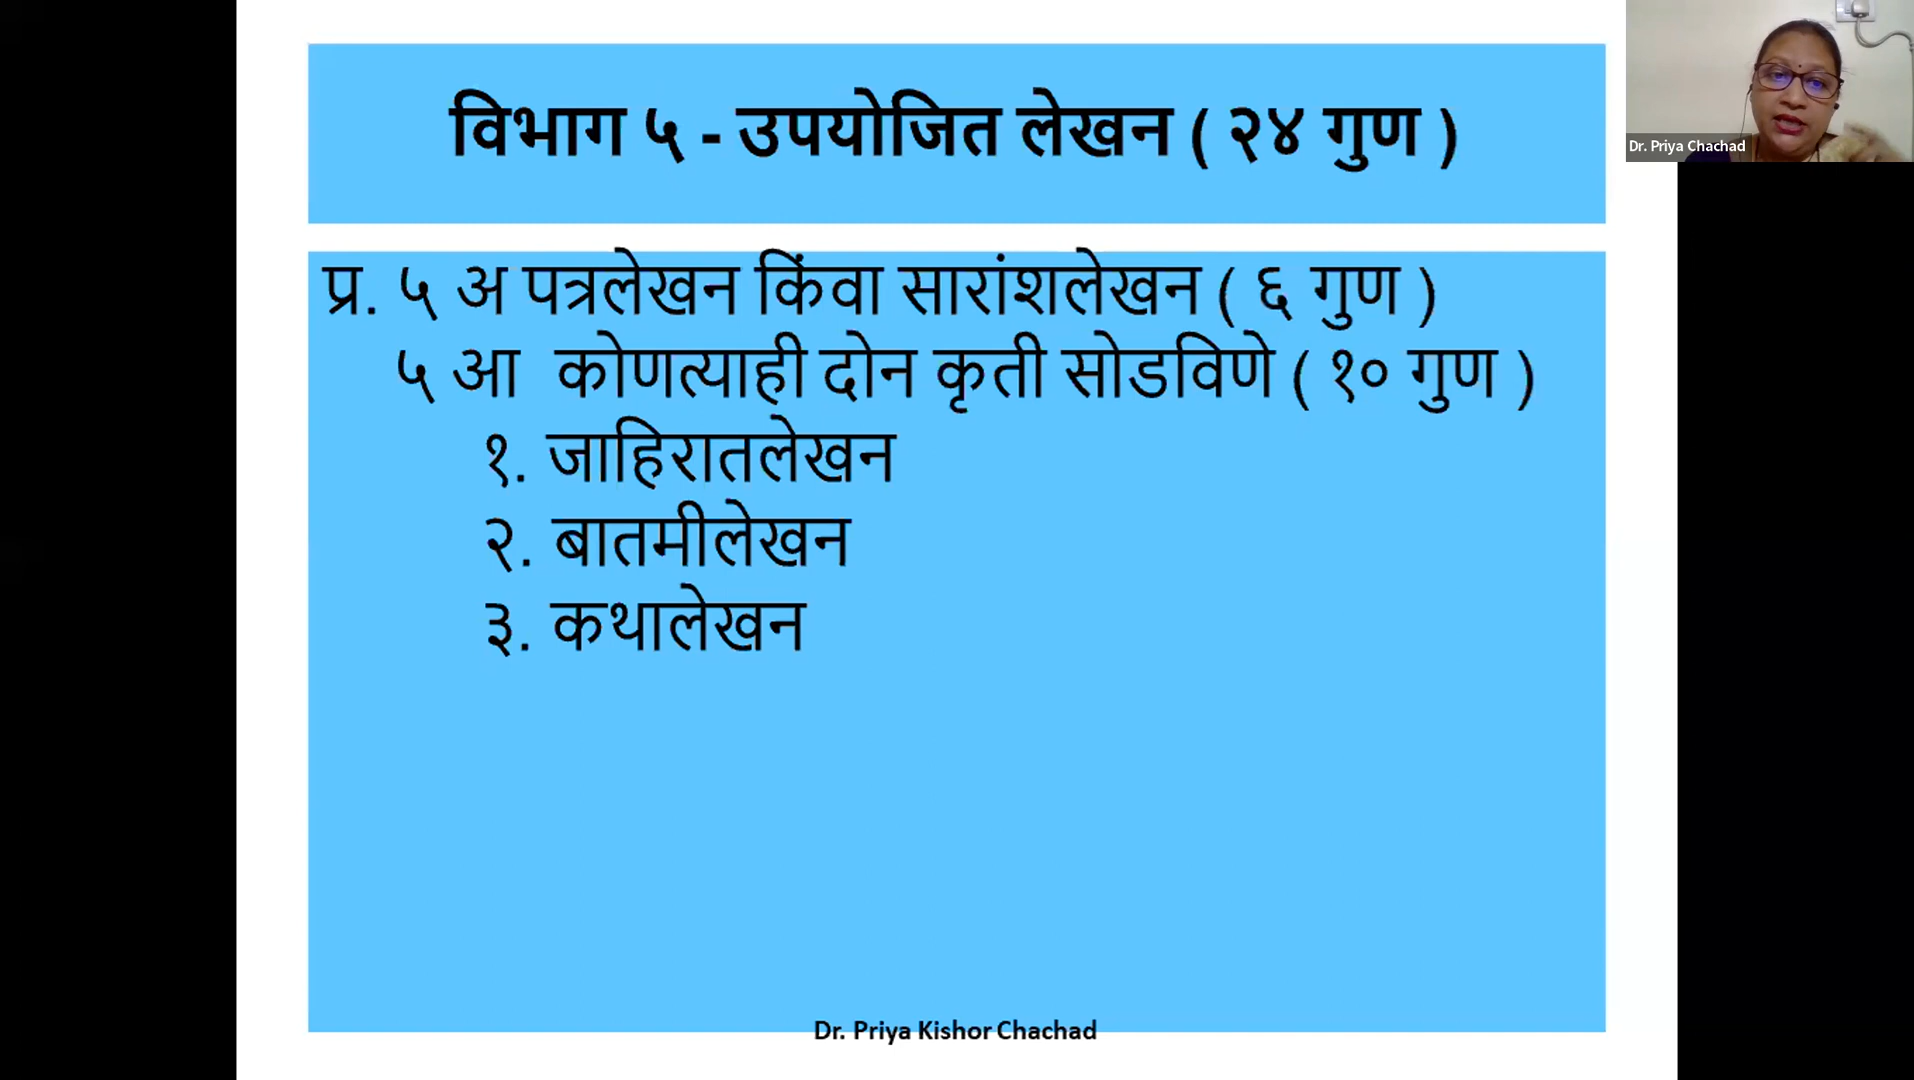 विभाग ५ - उपयोजित लेखन ( २४ गुण )
Dr. Priya Chachad
प्र. ५ अ पत्रलेखन किंवा सारांशलेखन ( ६ गुण )
५ आ कोणत्याही दोन कृती सोडविणे ( १० गुण )
१. जाहिरातलेखन
२. बातमीलेखन
३. कथालेखन
Dr. Priya Kishor Chachad